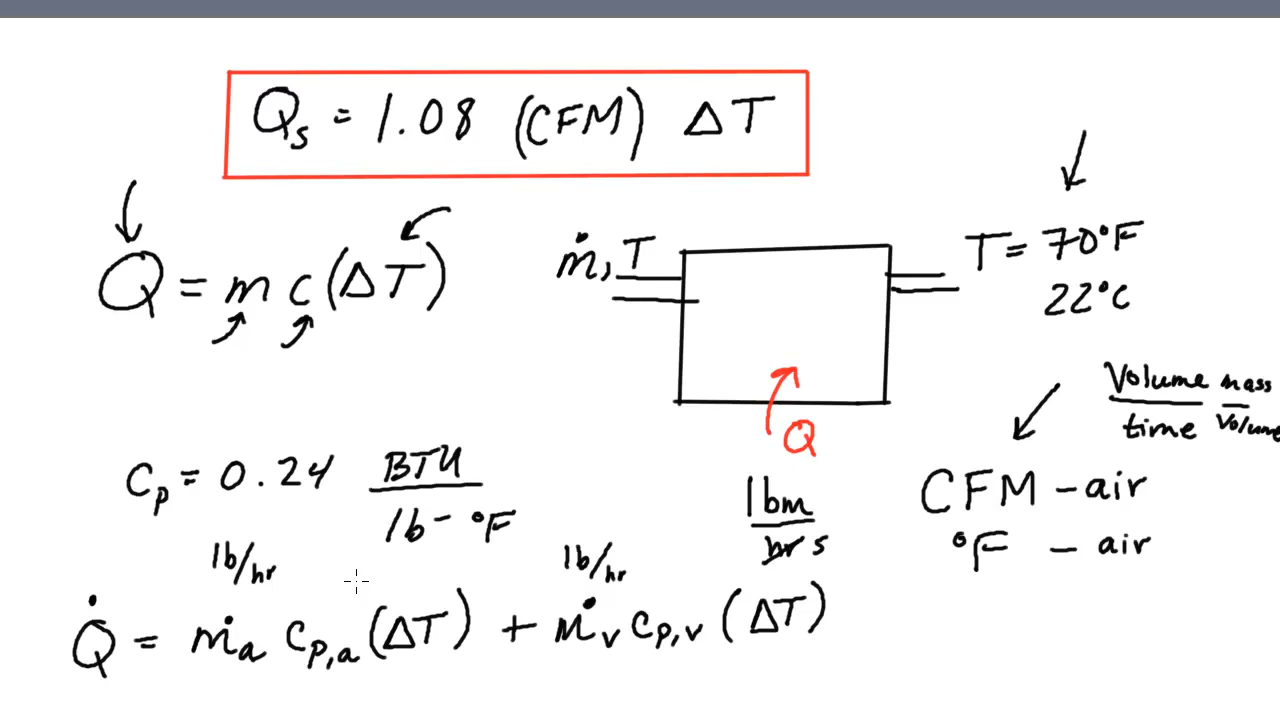 Qs = 1.08 (CFM) ΔT
Q = m c (ΔT)
ṁ, T
T = 70°F
22°C
Q
Volume mass
time Volume
Cp = 0.24 BTU
lb - °F
lbm
hr s
CFM - air
°F - air
lb/hr
lb/hr
Q̇ = ṁa Cp,a (ΔT) + ṁv Cp,v (ΔT)